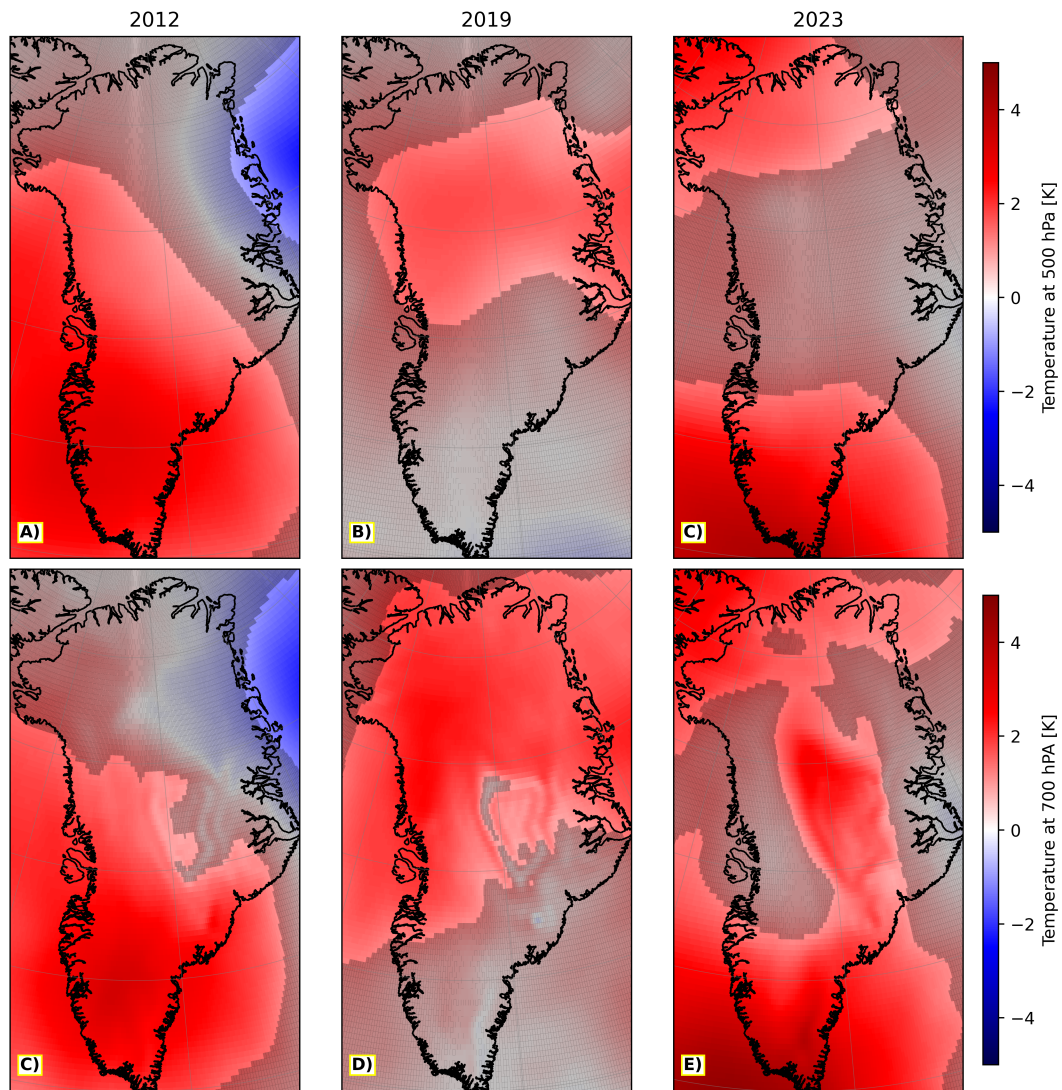 2012 2019 2023
A) B) C)
4
2
0
−2
−4
Temperature at 500 hPa [K]
C) D) E)
4
2
0
−2
−4
Temperature at 700 hPA [K]